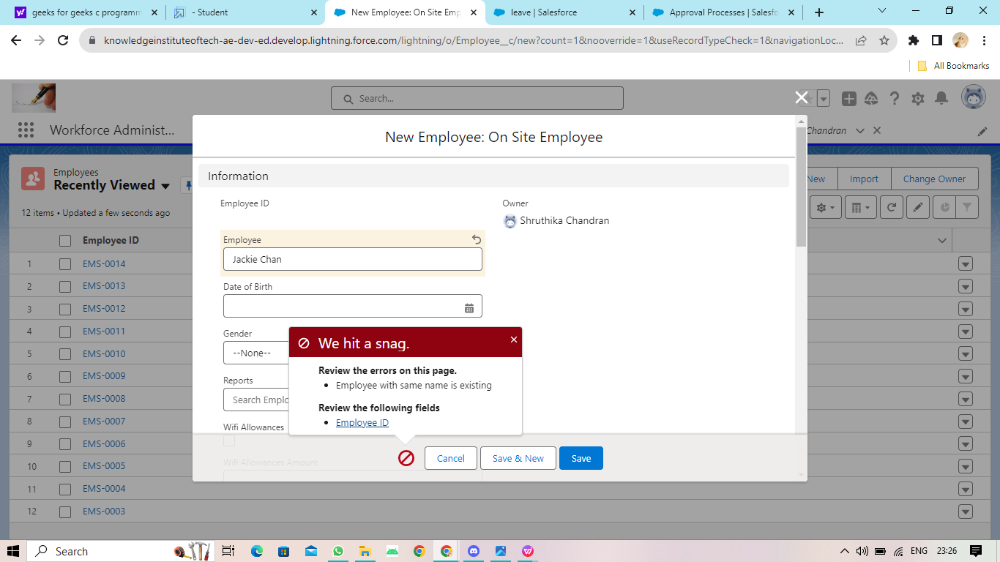 geeks for geeks c programm
- Student
New Employee: On Site Emp
leave | Salesforce
Approval Processes | Salesfo
knowledgeinstituteoftech-ae-dev-ed.develop.lightning.force.com/lightning/o/Employee__c/new?count=1&nooverride=1&useRecordTypeCheck=1&navigationLoc...
All Bookmarks
Search...
Workforce Administ...
Chandran
New Employee: On Site Employee
Employees
Recently Viewed
New
Import
Change Owner
12 items • Updated a few seconds ago
Information
Employee ID
Owner
Shruthika Chandran
Employee
Jackie Chan
Date of Birth
Gender
--None--
Reports
Search Emplo
Wifi Allowances
Wifi Allowances Amount
We hit a snag.
Review the errors on this page.
• Employee with same name is existing
Review the following fields
• Employee ID
Cancel
Save & New
Save
Employee ID
1 EMS-0014
2 EMS-0013
3 EMS-0012
4 EMS-0011
5 EMS-0010
6 EMS-0009
7 EMS-0008
8 EMS-0007
9 EMS-0006
10 EMS-0005
11 EMS-0004
12 EMS-0003
Search
ENG
23:26